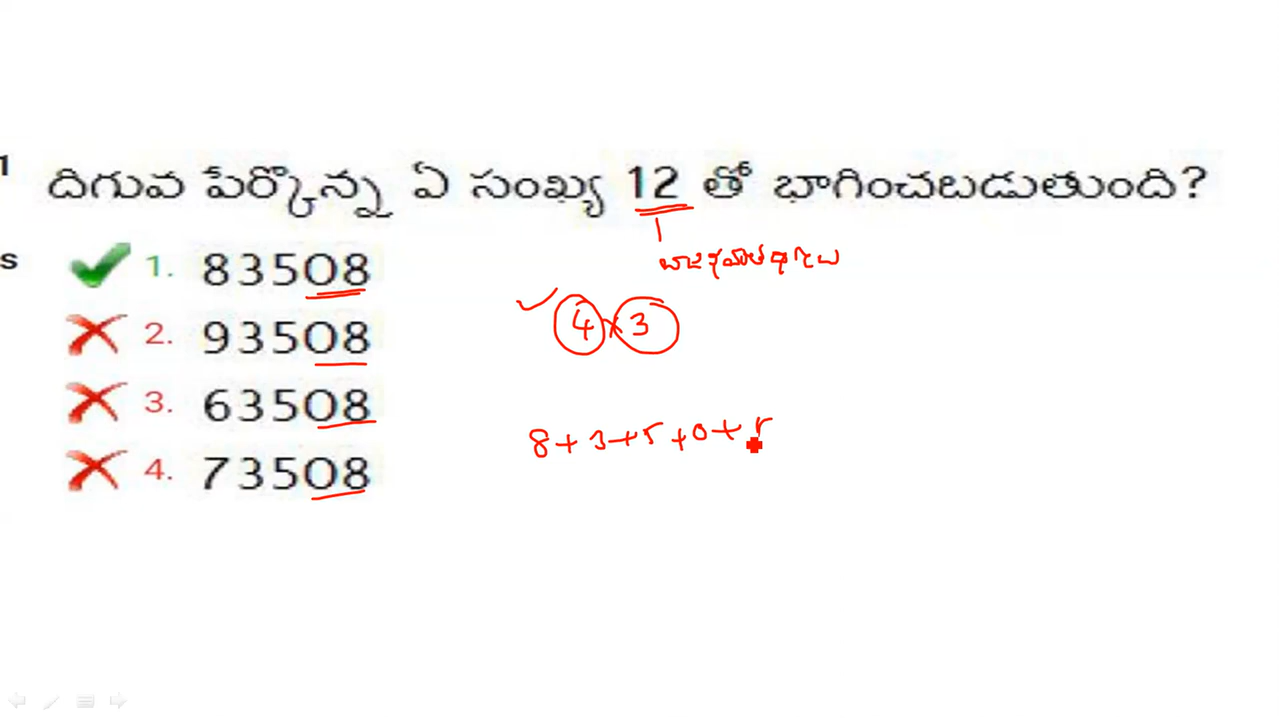 1 దిగువ పేర్కొన్న ఏ సంఖ్య 12 తో భాగించబడుతుంది?
s 1. 83508
2. 93508
3. 63508
4. 73508
4 x 3
8+3+5+0+